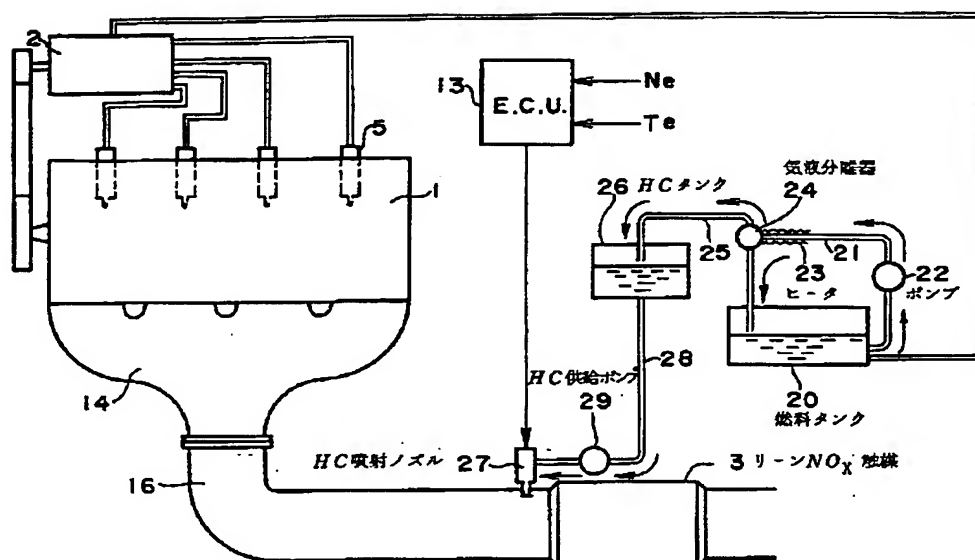 2
5
1
13
E.C.U.
Ne
Te
気液分離器
24
26
HCタンク
25
23
21
22
ヒータ
ポンプ
28
20
燃料タンク
14
HC供給ポンプ
29
HC噴射ノズル
27
3 リーンNOX触媒
16